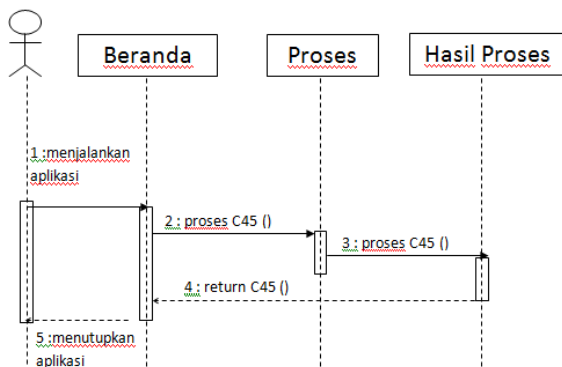 Beranda
Proses
Hasil Proses
1 :menjalankan
aplikasi
2 : proses C45 ()
3 : proses C45 ()
4 : return C45 ()
5 :menutupkan
aplikasi